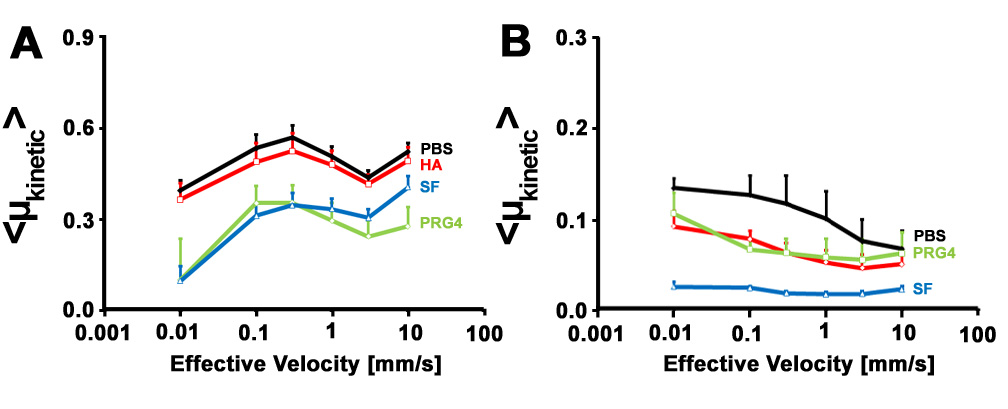 A
<μkinetic>
0.9
0.6
0.3
0.0
0.001 0.01 0.1 1 10 100
Effective Velocity [mm/s]
PBS
HA
SF
PRG4
B
<μkinetic>
0.3
0.2
0.1
0.0
0.001 0.01 0.1 1 10 100
Effective Velocity [mm/s]
PBS
PRG4
SF